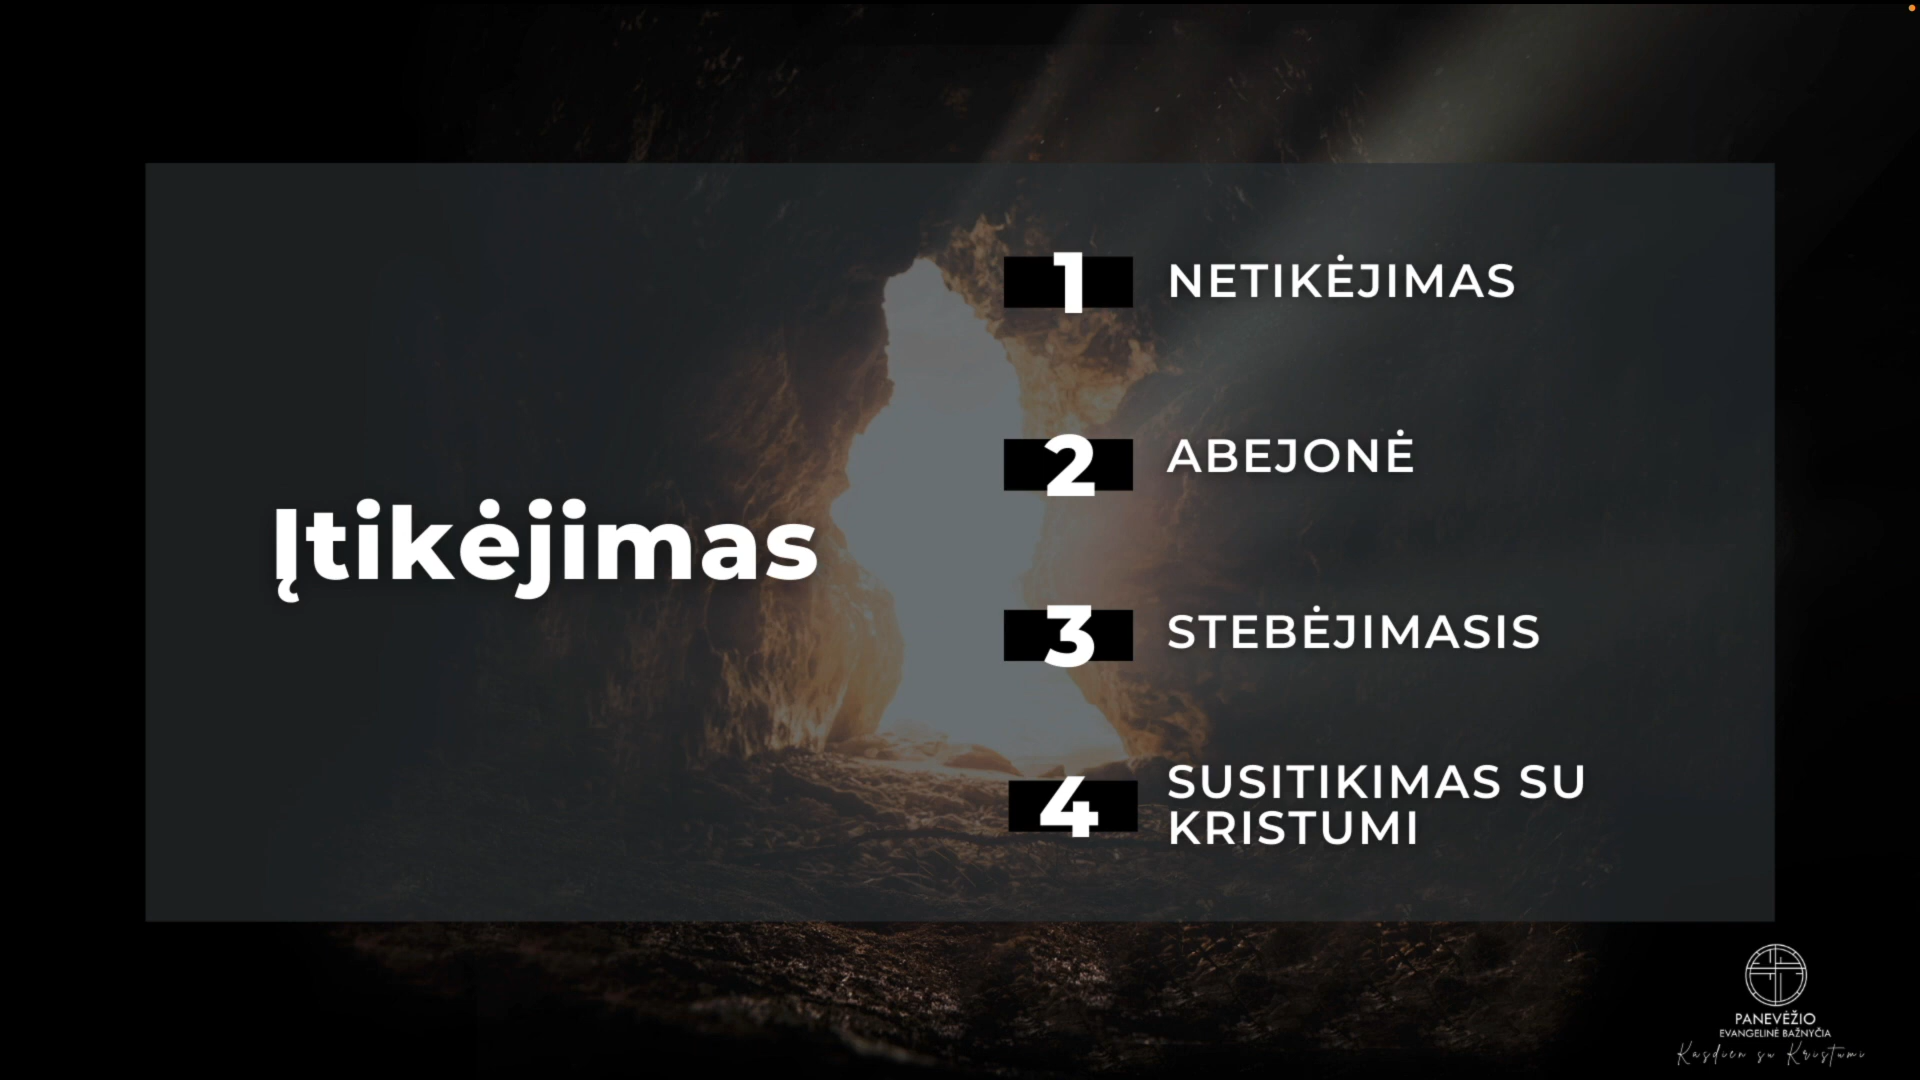 Įtikėjimas
1 NETIKĖJIMAS
2 ABEJONĖ
3 STEBĖJIMASIS
4 SUSITIKIMAS SU
KRISTUMI
PANEVĖŽIO
EVANGELINĖ BAŽNYČIA
Kasdien su Kristumi